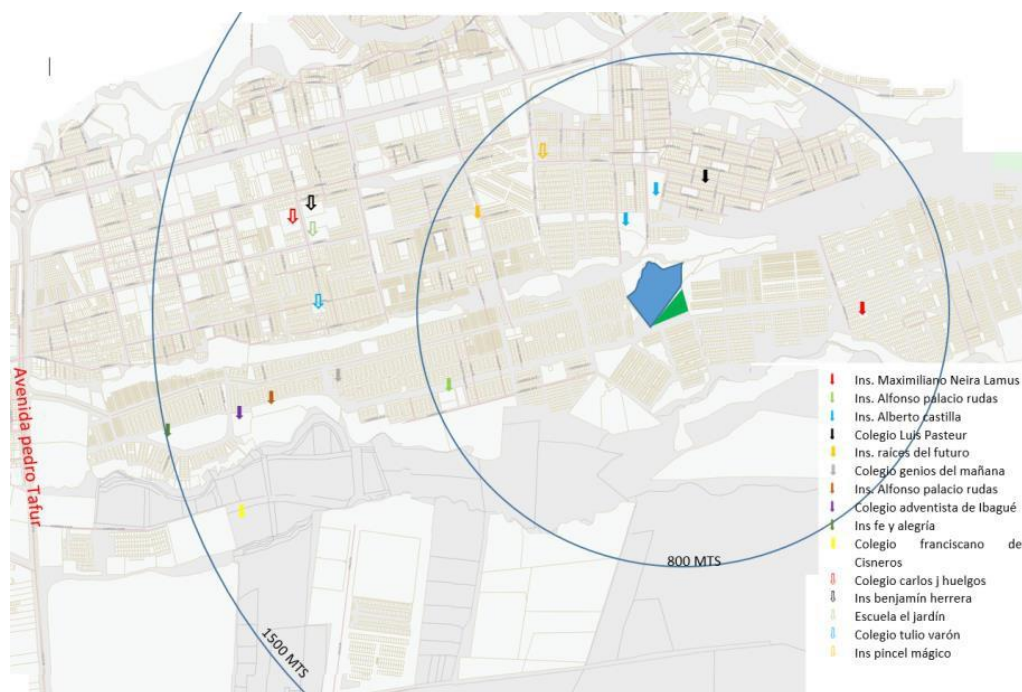 Avenida pedro Tafur
1500 MTS
800 MTS
Ins. Maximiliano Neira Lamus
Ins. Alfonso palacio rudas
Ins. Alberto castilla
Colegio Luis Pasteur
Ins. raíces del futuro
Colegio genios del mañana
Ins. Alfonso palacio rudas
Colegio adventista de Ibagué
Ins fe y alegría
Colegio franciscano de
Cisneros
Colegio carlos j huelgos
Ins benjamín herrera
Escuela el jardín
Colegio tulio varón
Ins pincel mágico